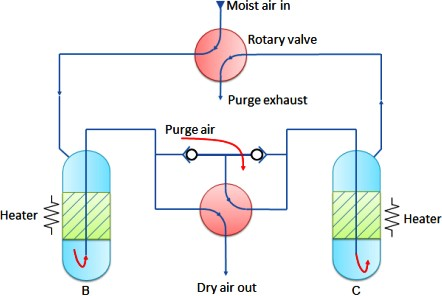 Moist air in
Rotary valve
Purge exhaust
Purge air
Heater
Heater
B
Dry air out
C